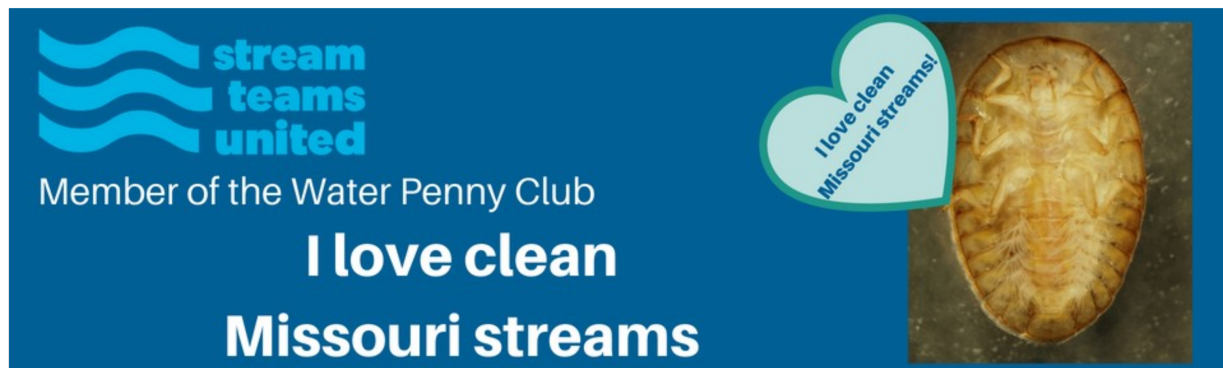 stream
teams
united
Member of the Water Penny Club
I love clean
Missouri streams
I love clean
Missouri streams!